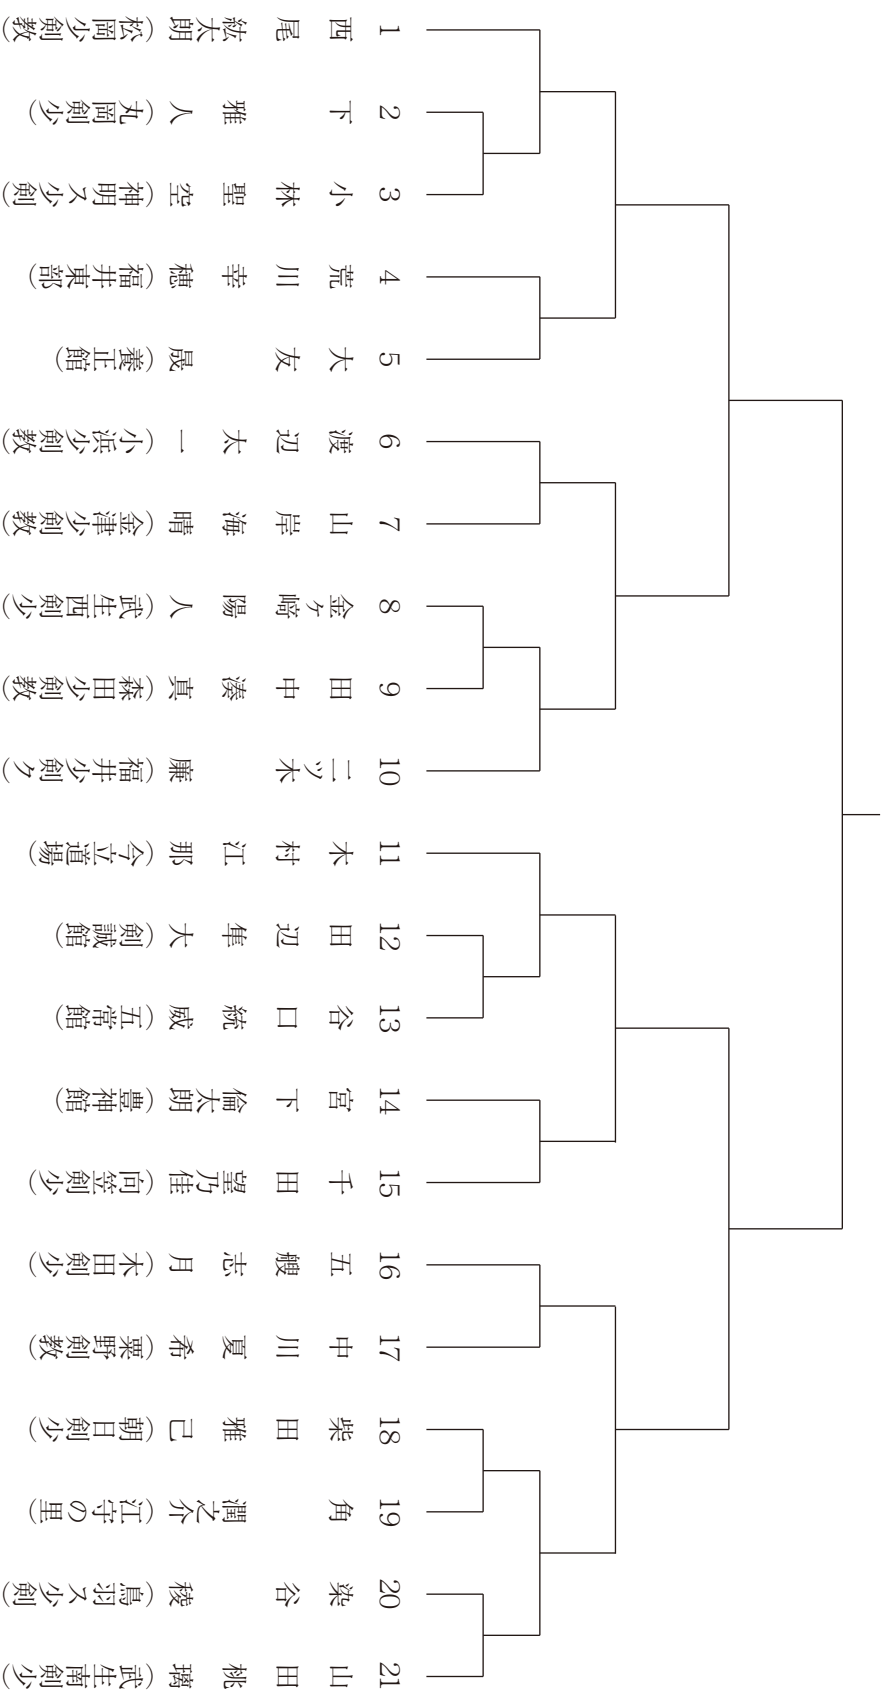 1 西尾 紘太朗 (松岡少剣教)
2 下 雅人 (丸岡剣少)
3 小林 聖空 (神明スポ少剣)
4 荒川 幸穂 (福井東部)
5 大友 晟 (養正館)
6 渡辺 太一 (小浜少剣教)
7 山岸 海晴 (金津少剣教)
8 金ヶ﨑 陽人 (武生西剣少)
9 田中 湊真 (森田少剣教)
10 二ッ木 廉 (福井少剣ク)
11 木村 江那 (今立道場)
12 田辺 隼大 (剣誠館)
13 谷口 統威 (五常館)
14 宮下 倫太朗 (豊神館)
15 千田 望乃佳 (向笠剣少)
16 五艘 志月 (木田剣少)
17 中川 夏希 (粟野剣教)
18 柴田 雅己 (朝日剣少)
19 角 潤之介 (江守の里)
20 染谷 稜 (鳥羽ス少剣)
21 山田 桃璃 (武生南剣少)